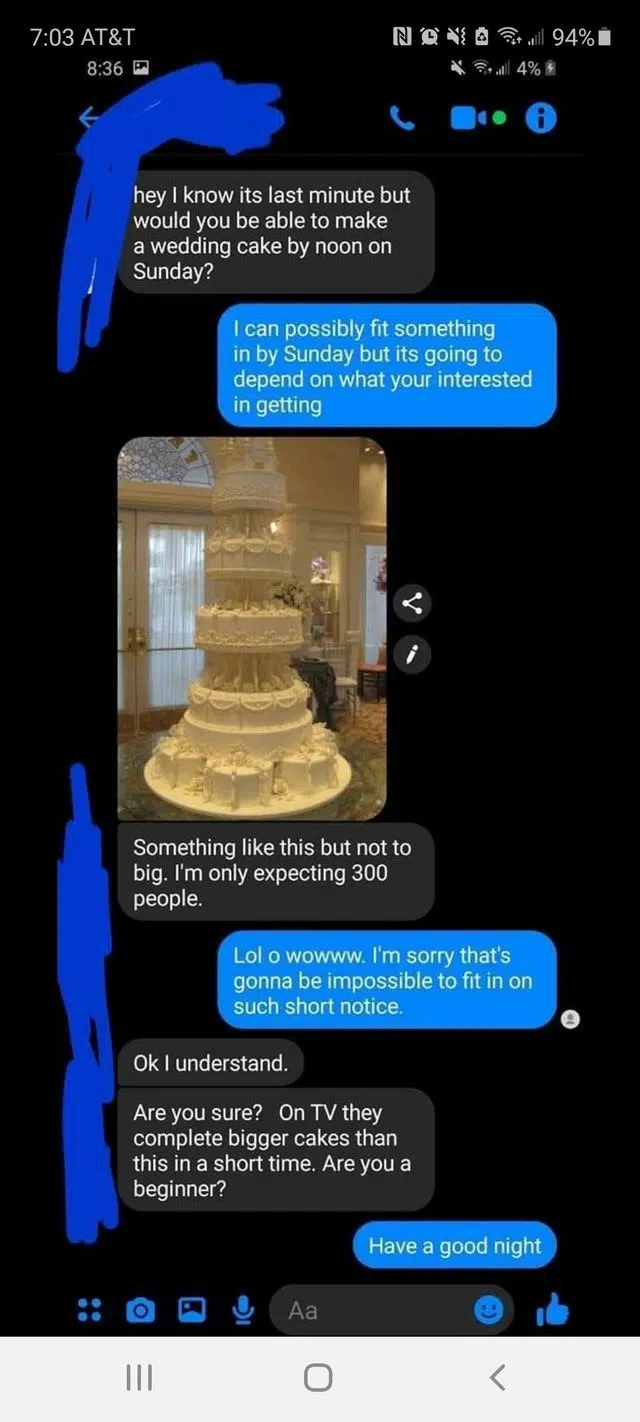 7:03 AT&T 94%
8:36 4%
hey I know its last minute but
would you be able to make
a wedding cake by noon on
Sunday?
I can possibly fit something
in by Sunday but its going to
depend on what your interested
in getting
Something like this but not to
big. I'm only expecting 300
people.
Lol o wowww. I'm sorry that's
gonna be impossible to fit in on
such short notice.
Ok I understand.
Are you sure? On TV they
complete bigger cakes than
this in a short time. Are you a
beginner?
Have a good night
Aa